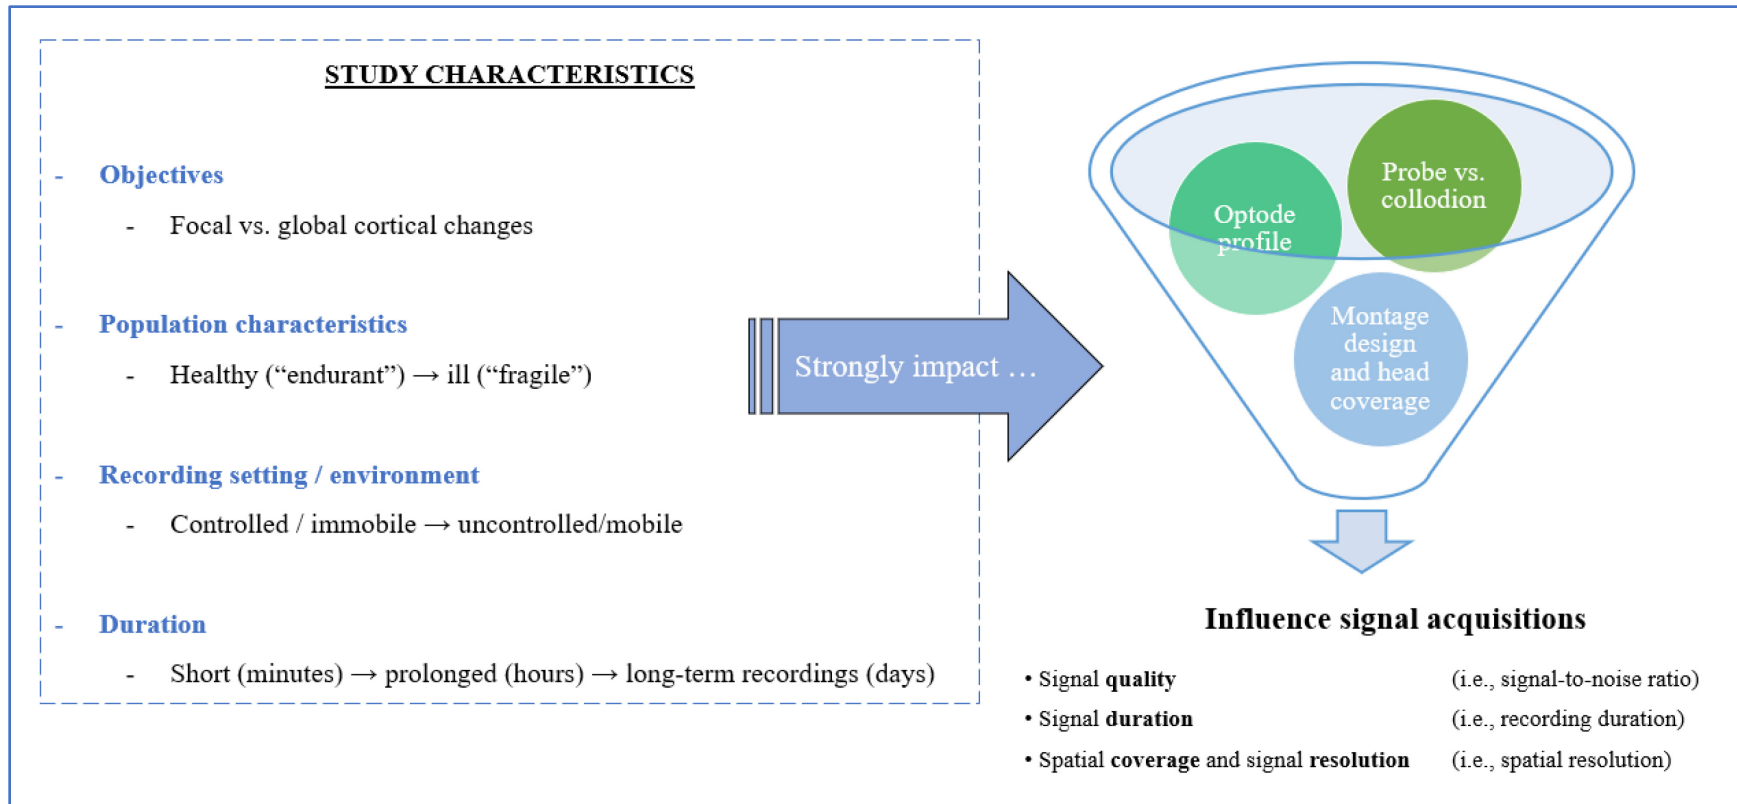 STUDY CHARACTERISTICS
- Objectives
- Focal vs. global cortical changes
- Population characteristics
- Healthy (“endurant”) → ill (“fragile”)
- Recording setting / environment
- Controlled / immobile → uncontrolled/mobile
- Duration
- Short (minutes) → prolonged (hours) → long-term recordings (days)
Strongly impact …
Optode
profile
Probe vs.
collodion
Montage
design
and head
coverage
Influence signal acquisitions
• Signal quality (i.e., signal-to-noise ratio)
• Signal duration (i.e., recording duration)
• Spatial coverage and signal resolution (i.e., spatial resolution)